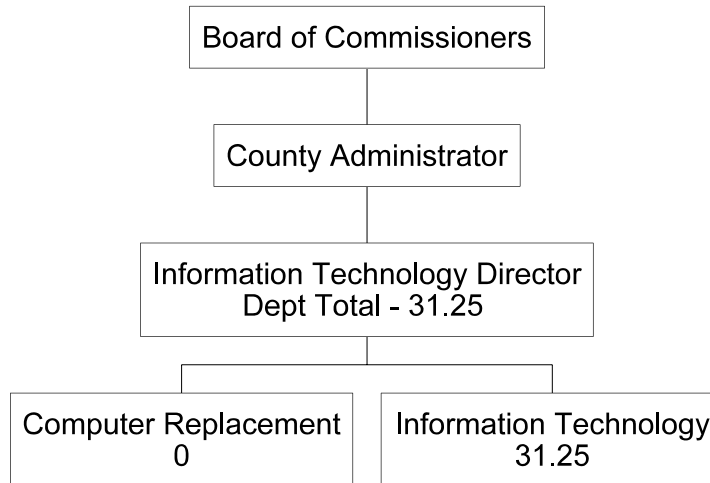 Board of Commissioners
County Administrator
Information Technology Director
Dept Total - 31.25
Computer Replacement
0
Information Technology
31.25